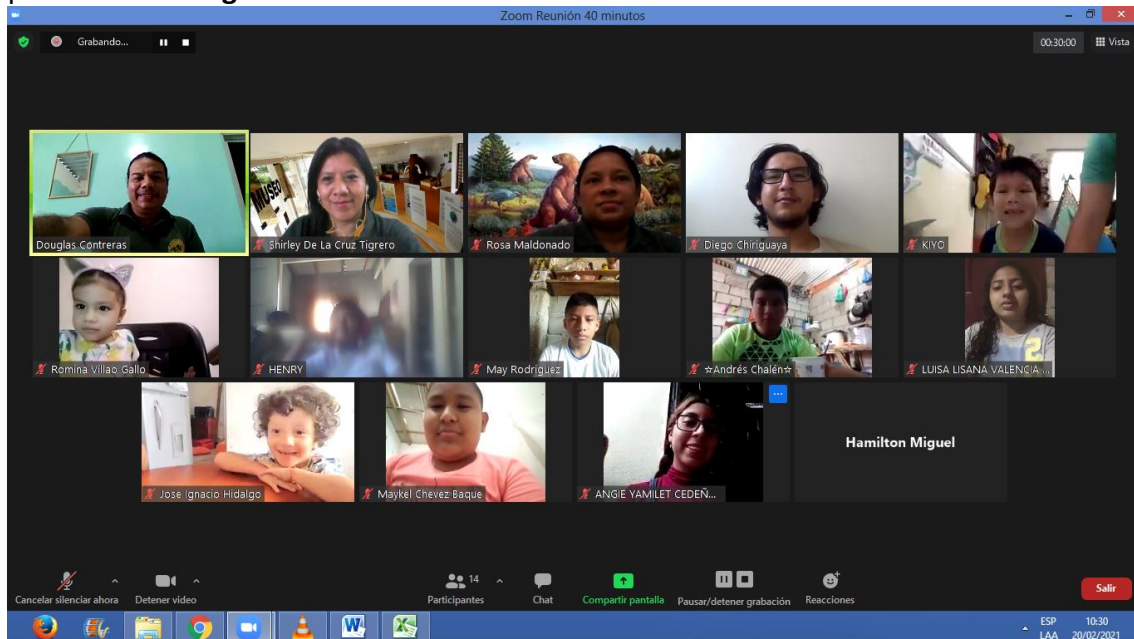 Zoom Reunión 40 minutos
Grabando...
00:30:00
Vista
MUSEO
Douglas Contreras
Shirley De La Cruz Tigrero
Rosa Maldonado
Diego Chiriguaya
KIYO
Romina Villao Gallo
HENRY
May Rodriguez
☆Andrés Chalén☆
LUISA LISANA VALENCIA ...
Jose Ignacio Hidalgo
Maykel Chevez Baque
ANGIE YAMILET CEDEÑ...
Hamilton Miguel
Cancelar silenciar ahora
Detener video
14
Participantes
Chat
Compartir pantalla
Pausar/detener grabación
Reacciones
Salir
ESP
LAA
10:30
20/02/2021